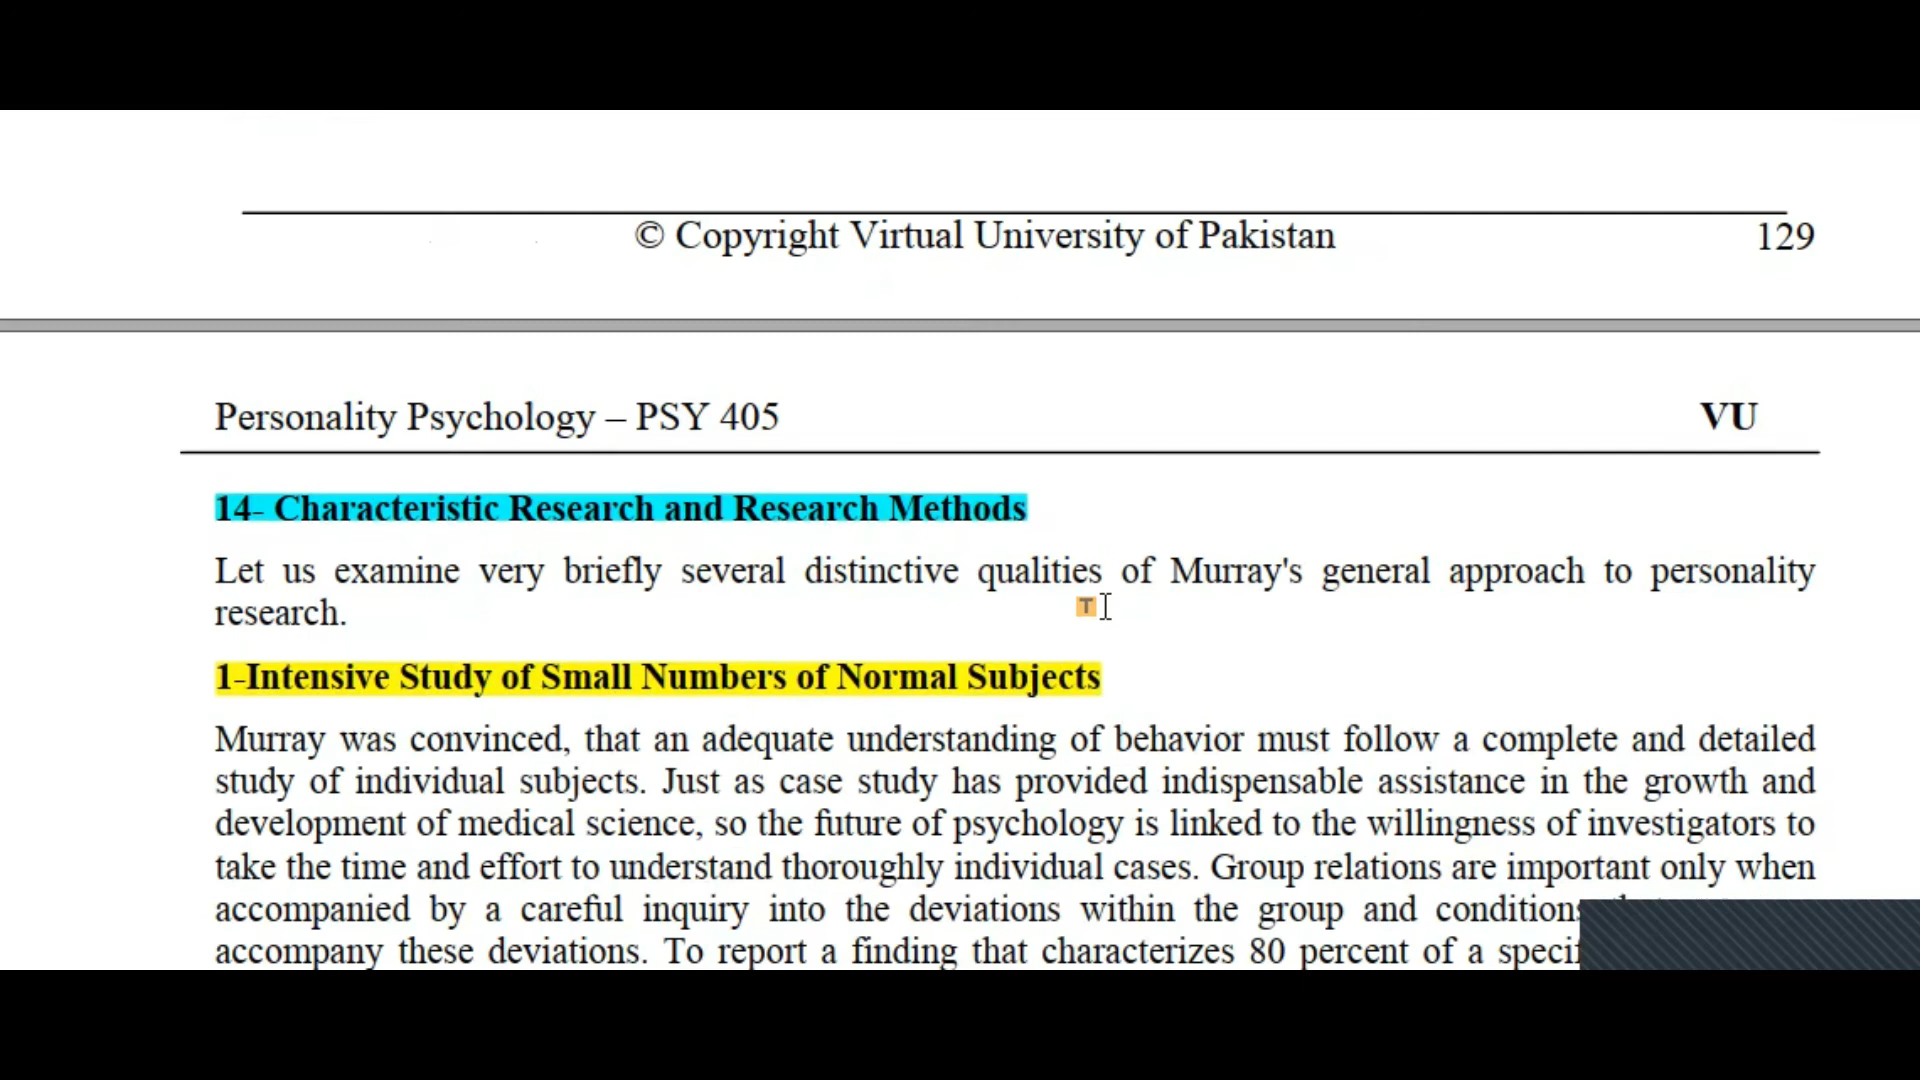 © Copyright Virtual University of Pakistan 129
Personality Psychology – PSY 405 VU
14- Characteristic Research and Research Methods
Let us examine very briefly several distinctive qualities of Murray's general approach to personality
research.
T
1-Intensive Study of Small Numbers of Normal Subjects
Murray was convinced, that an adequate understanding of behavior must follow a complete and detailed
study of individual subjects. Just as case study has provided indispensable assistance in the growth and
development of medical science, so the future of psychology is linked to the willingness of investigators to
take the time and effort to understand thoroughly individual cases. Group relations are important only when
accompanied by a careful inquiry into the deviations within the group and conditions
accompany these deviations. To report a finding that characterizes 80 percent of a